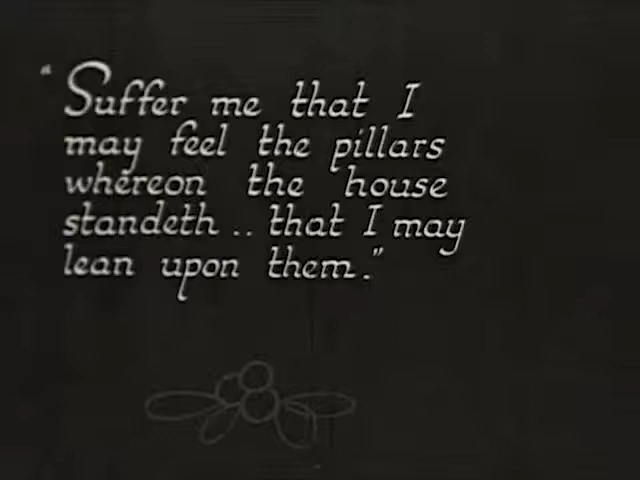 "Suffer me that I
may feel the pillars
whereon the house
standeth .. that I may
lean upon them."